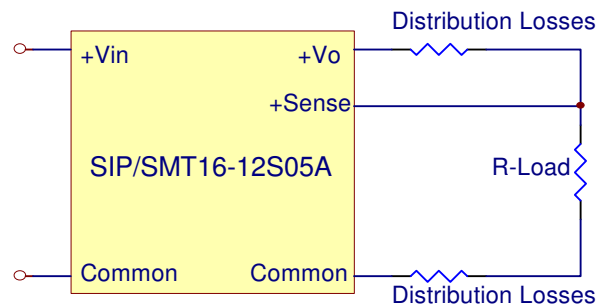 Distribution Losses
+Vin
+Vo
+Sense
SIP/SMT16-12S05A
R-Load
Common
Common
Distribution Losses